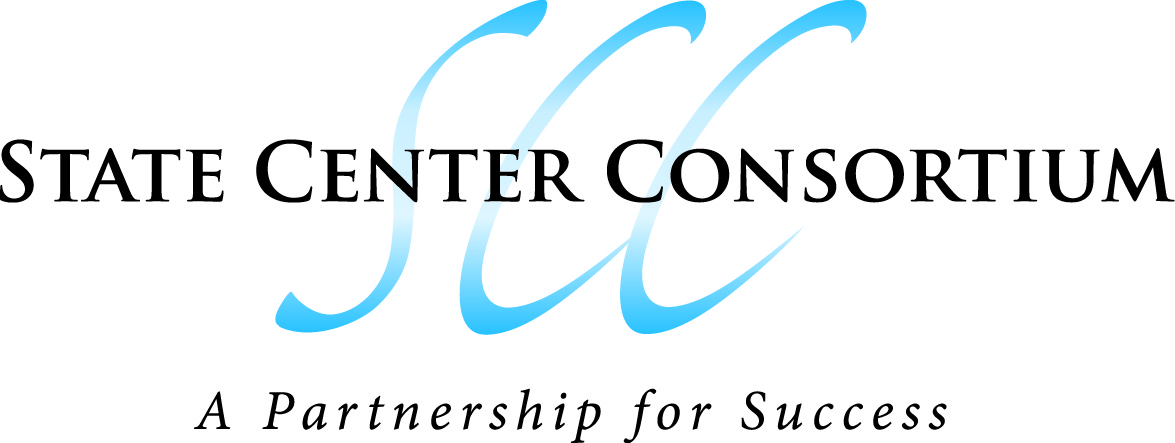 SCC
STATE CENTER CONSORTIUM
A Partnership for Success